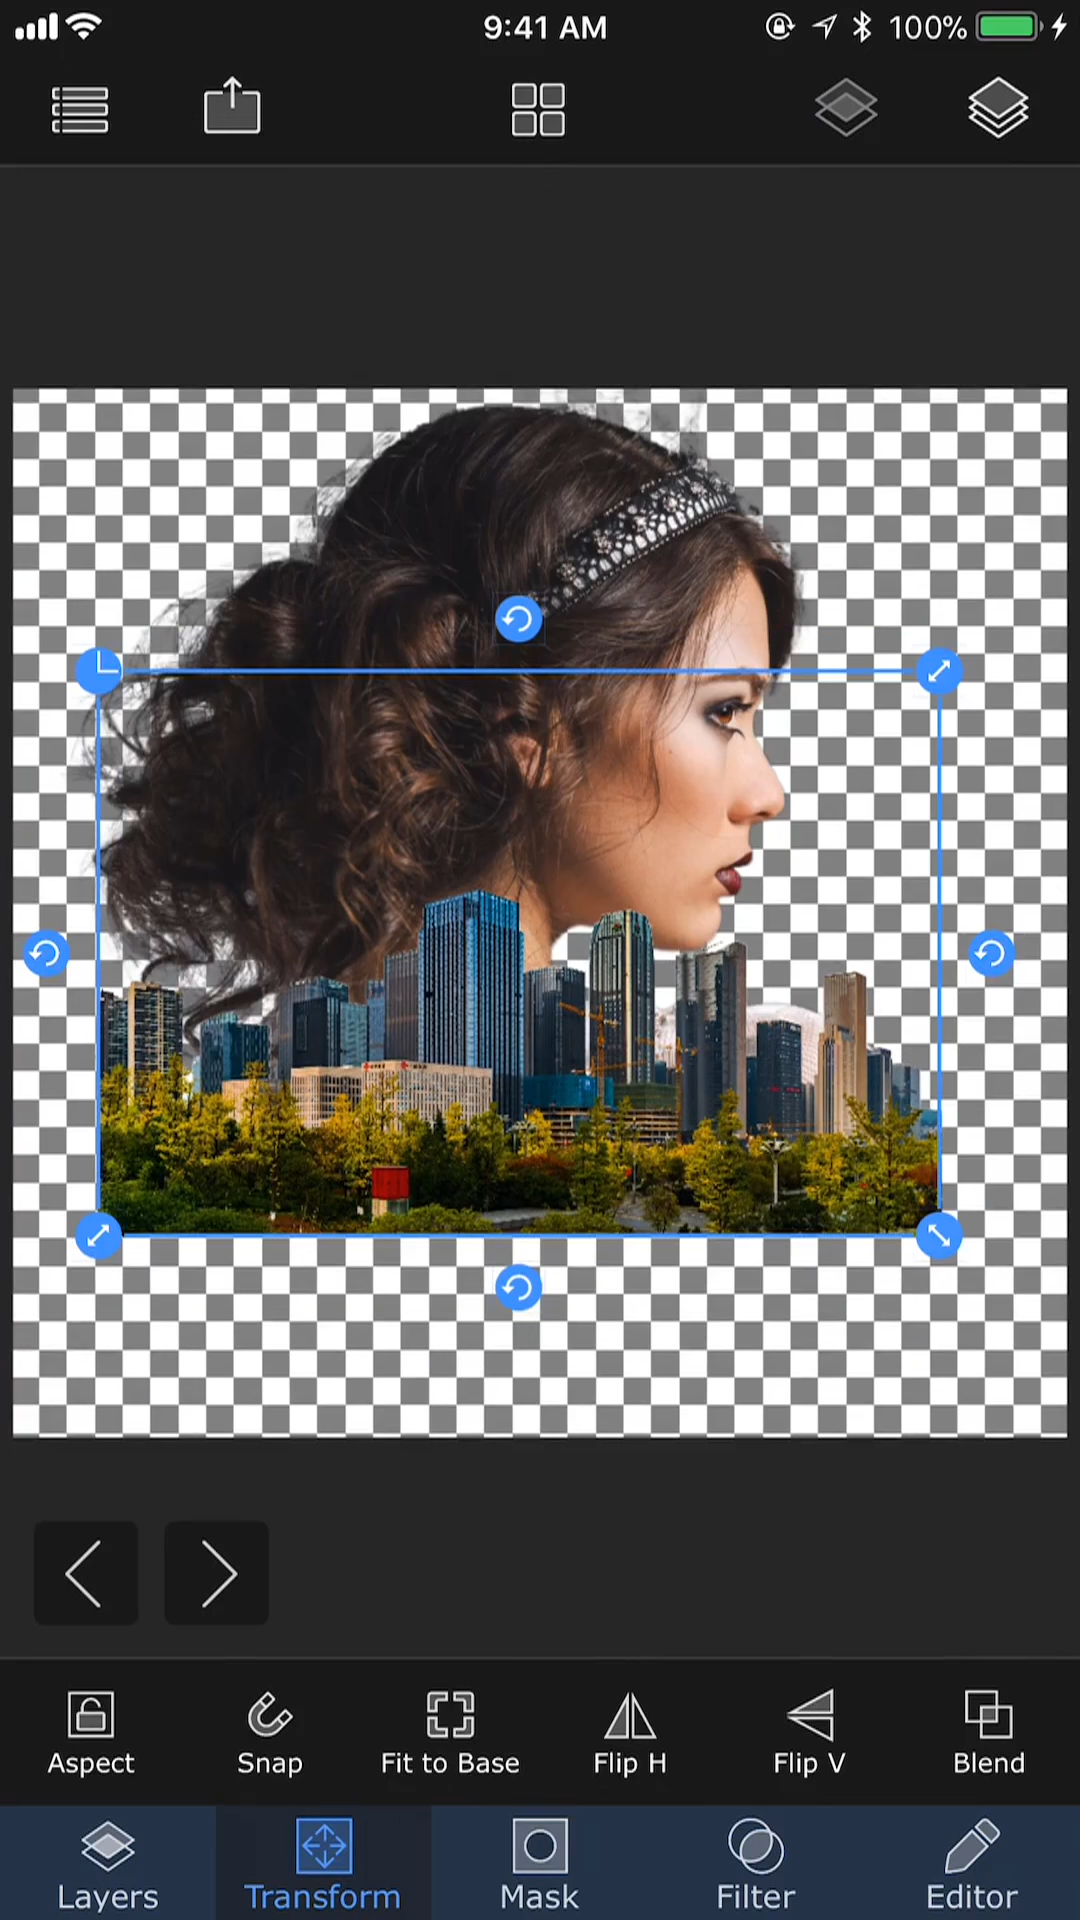 9:41 AM
100%
Aspect
Snap
Fit to Base
Flip H
Flip V
Blend
Layers
Transform
Mask
Filter
Editor